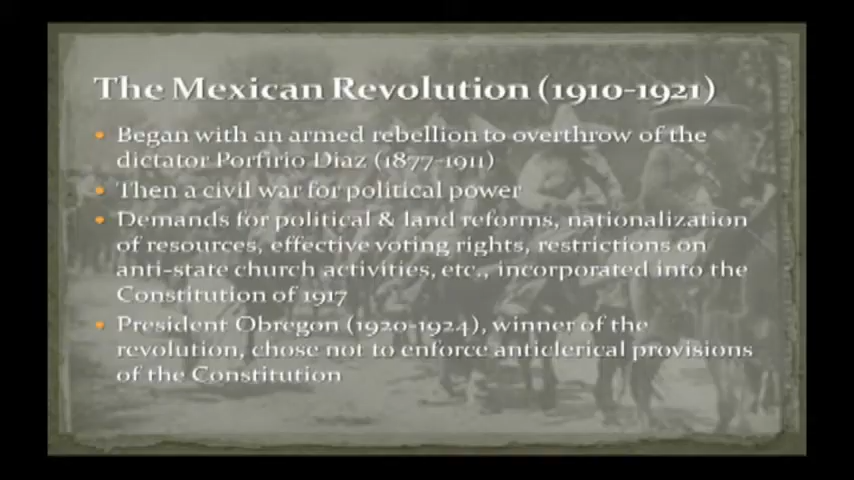 The Mexican Revolution (1910-1921)
Began with an armed rebellion to overthrow of the
dictator Porfirio Diaz (1877-1911)
Then a civil war for political power
Demands for political & land reforms, nationalization
of resources, effective voting rights, restrictions on
anti-state church activities, etc., incorporated into the
Constitution of 1917
President Obregon (1920-1924), winner of the
revolution, chose not to enforce anticlerical provisions
of the Constitution